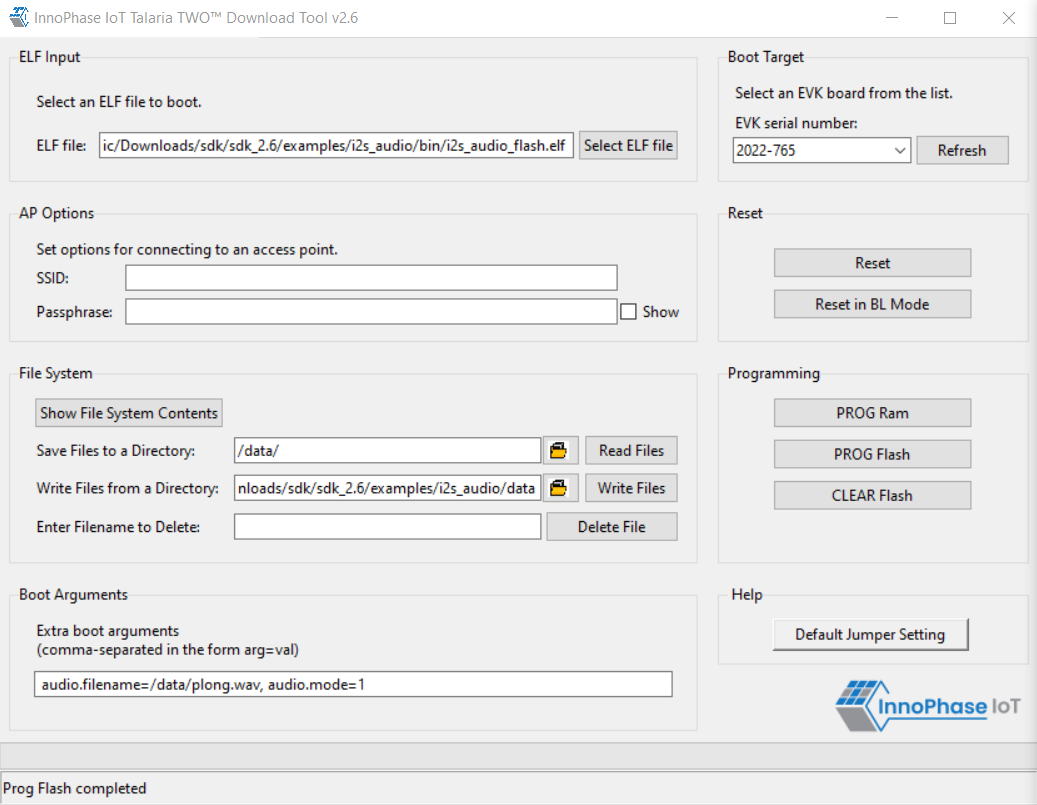 InnoPhase IoT Talaria TWO™ Download Tool v2.6
ELF Input
Select an ELF file to boot.
ELF file: ic/Downloads/sdk/sdk_2.6/examples/i2s_audio/bin/i2s_audio_flash.elf Select ELF file
Boot Target
Select an EVK board from the list.
EVK serial number:
2022-765 Refresh
AP Options
Set options for connecting to an access point.
SSID:
Passphrase: Show
Reset
Reset
Reset in BL Mode
File System
Show File System Contents
Save Files to a Directory: /data/ Read Files
Write Files from a Directory: nloads/sdk/sdk_2.6/examples/i2s_audio/data Write Files
Enter Filename to Delete: Delete File
Programming
PROG Ram
PROG Flash
CLEAR Flash
Boot Arguments
Extra boot arguments
(comma-separated in the form arg=val)
audio.filename=/data/plong.wav, audio.mode=1
Help
Default Jumper Setting
InnoPhase IoT
Prog Flash completed